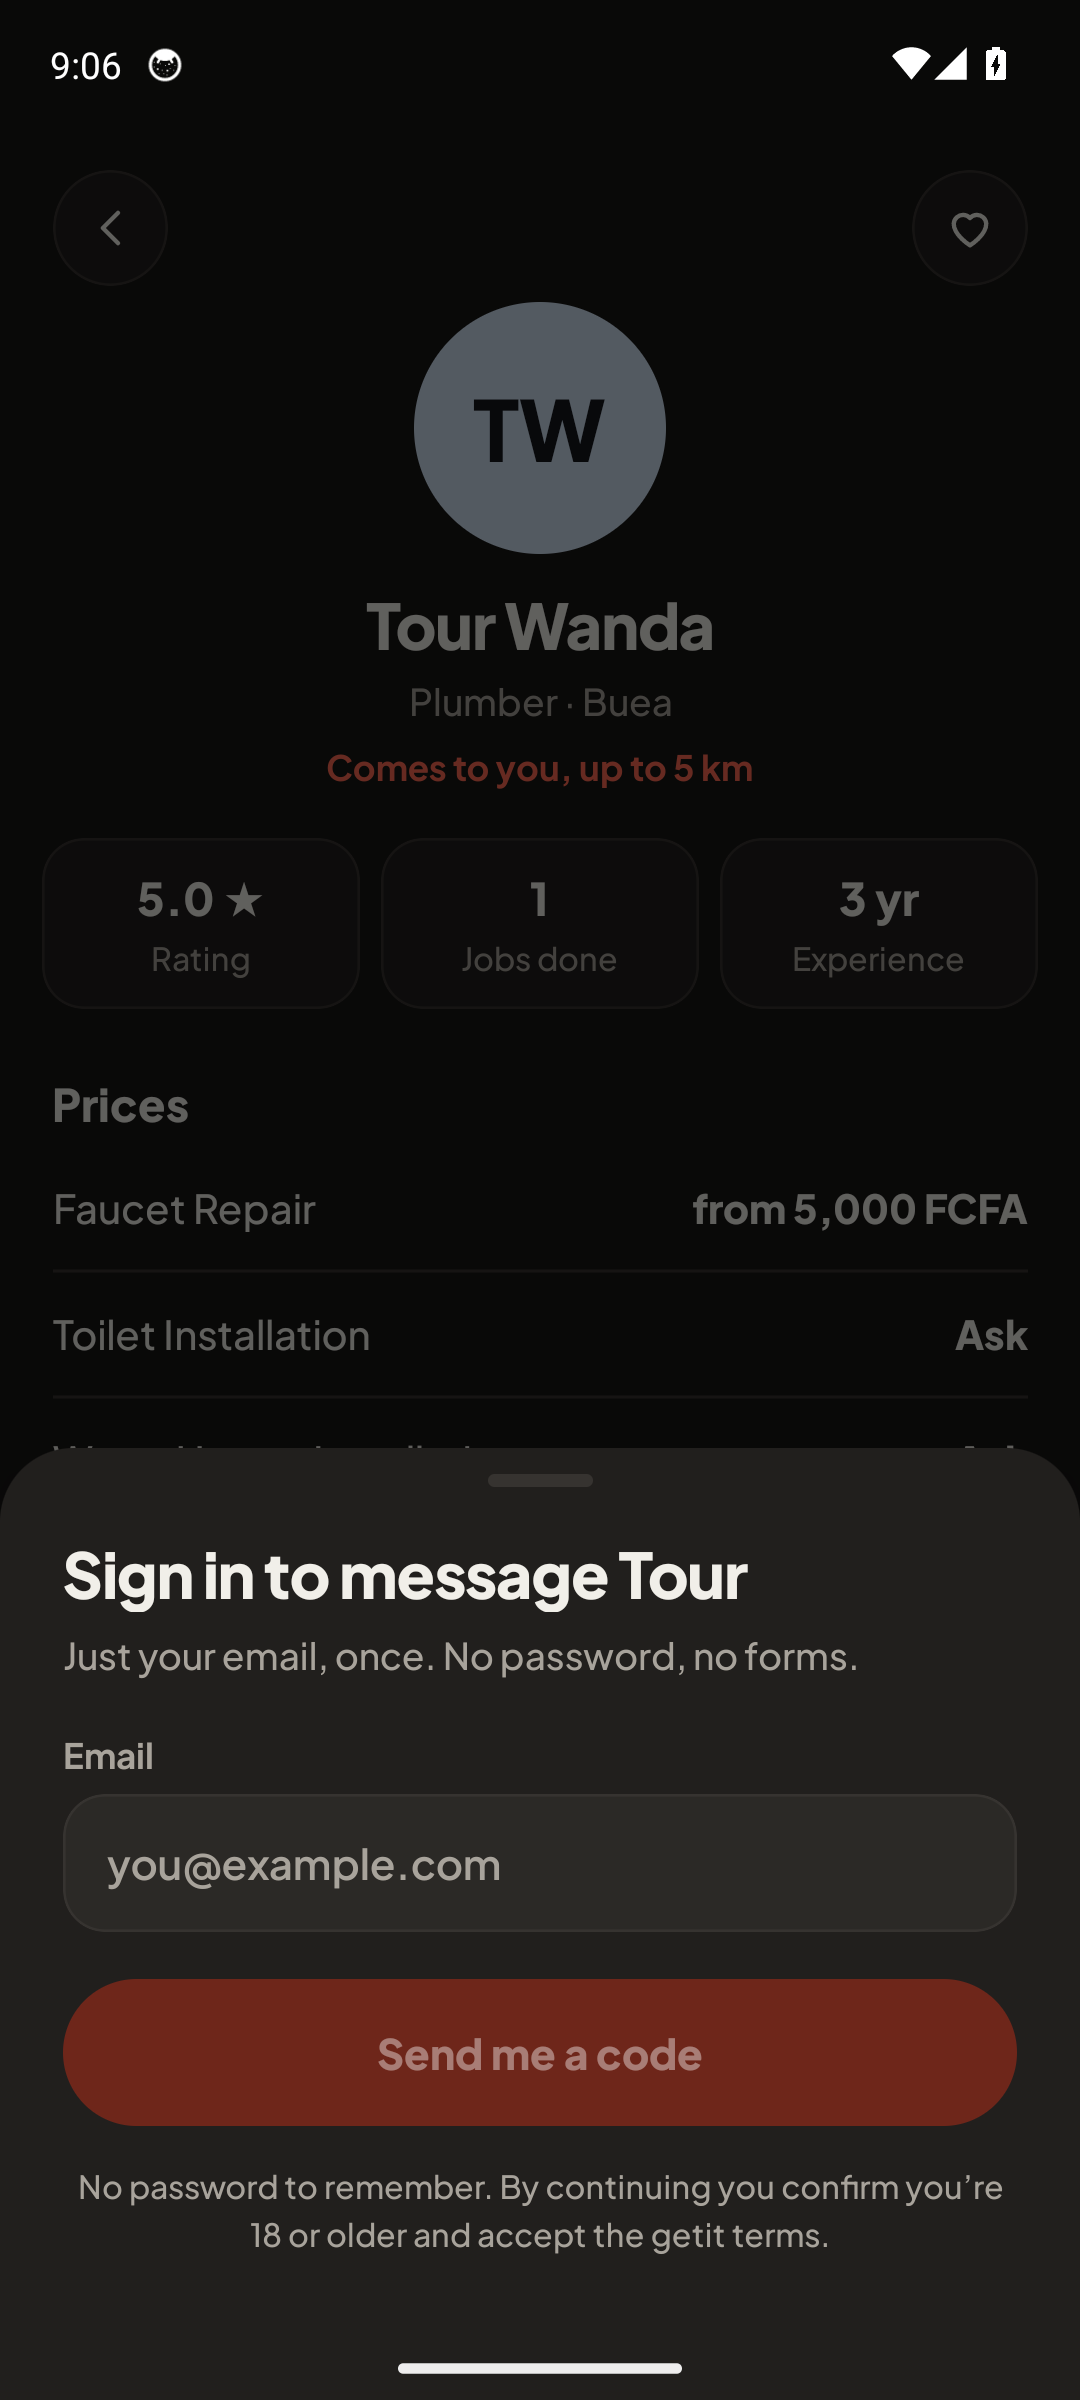 9:06
TW
Tour Wanda
Plumber · Buea
Comes to you, up to 5 km
5.0 ★
Rating
1
Jobs done
3 yr
Experience
Prices
Faucet Repair
from 5,000 FCFA
Toilet Installation
Ask
Sign in to message Tour
Just your email, once. No password, no forms.
Email
you@example.com
Send me a code
No password to remember. By continuing you confirm you’re
18 or older and accept the getit terms.